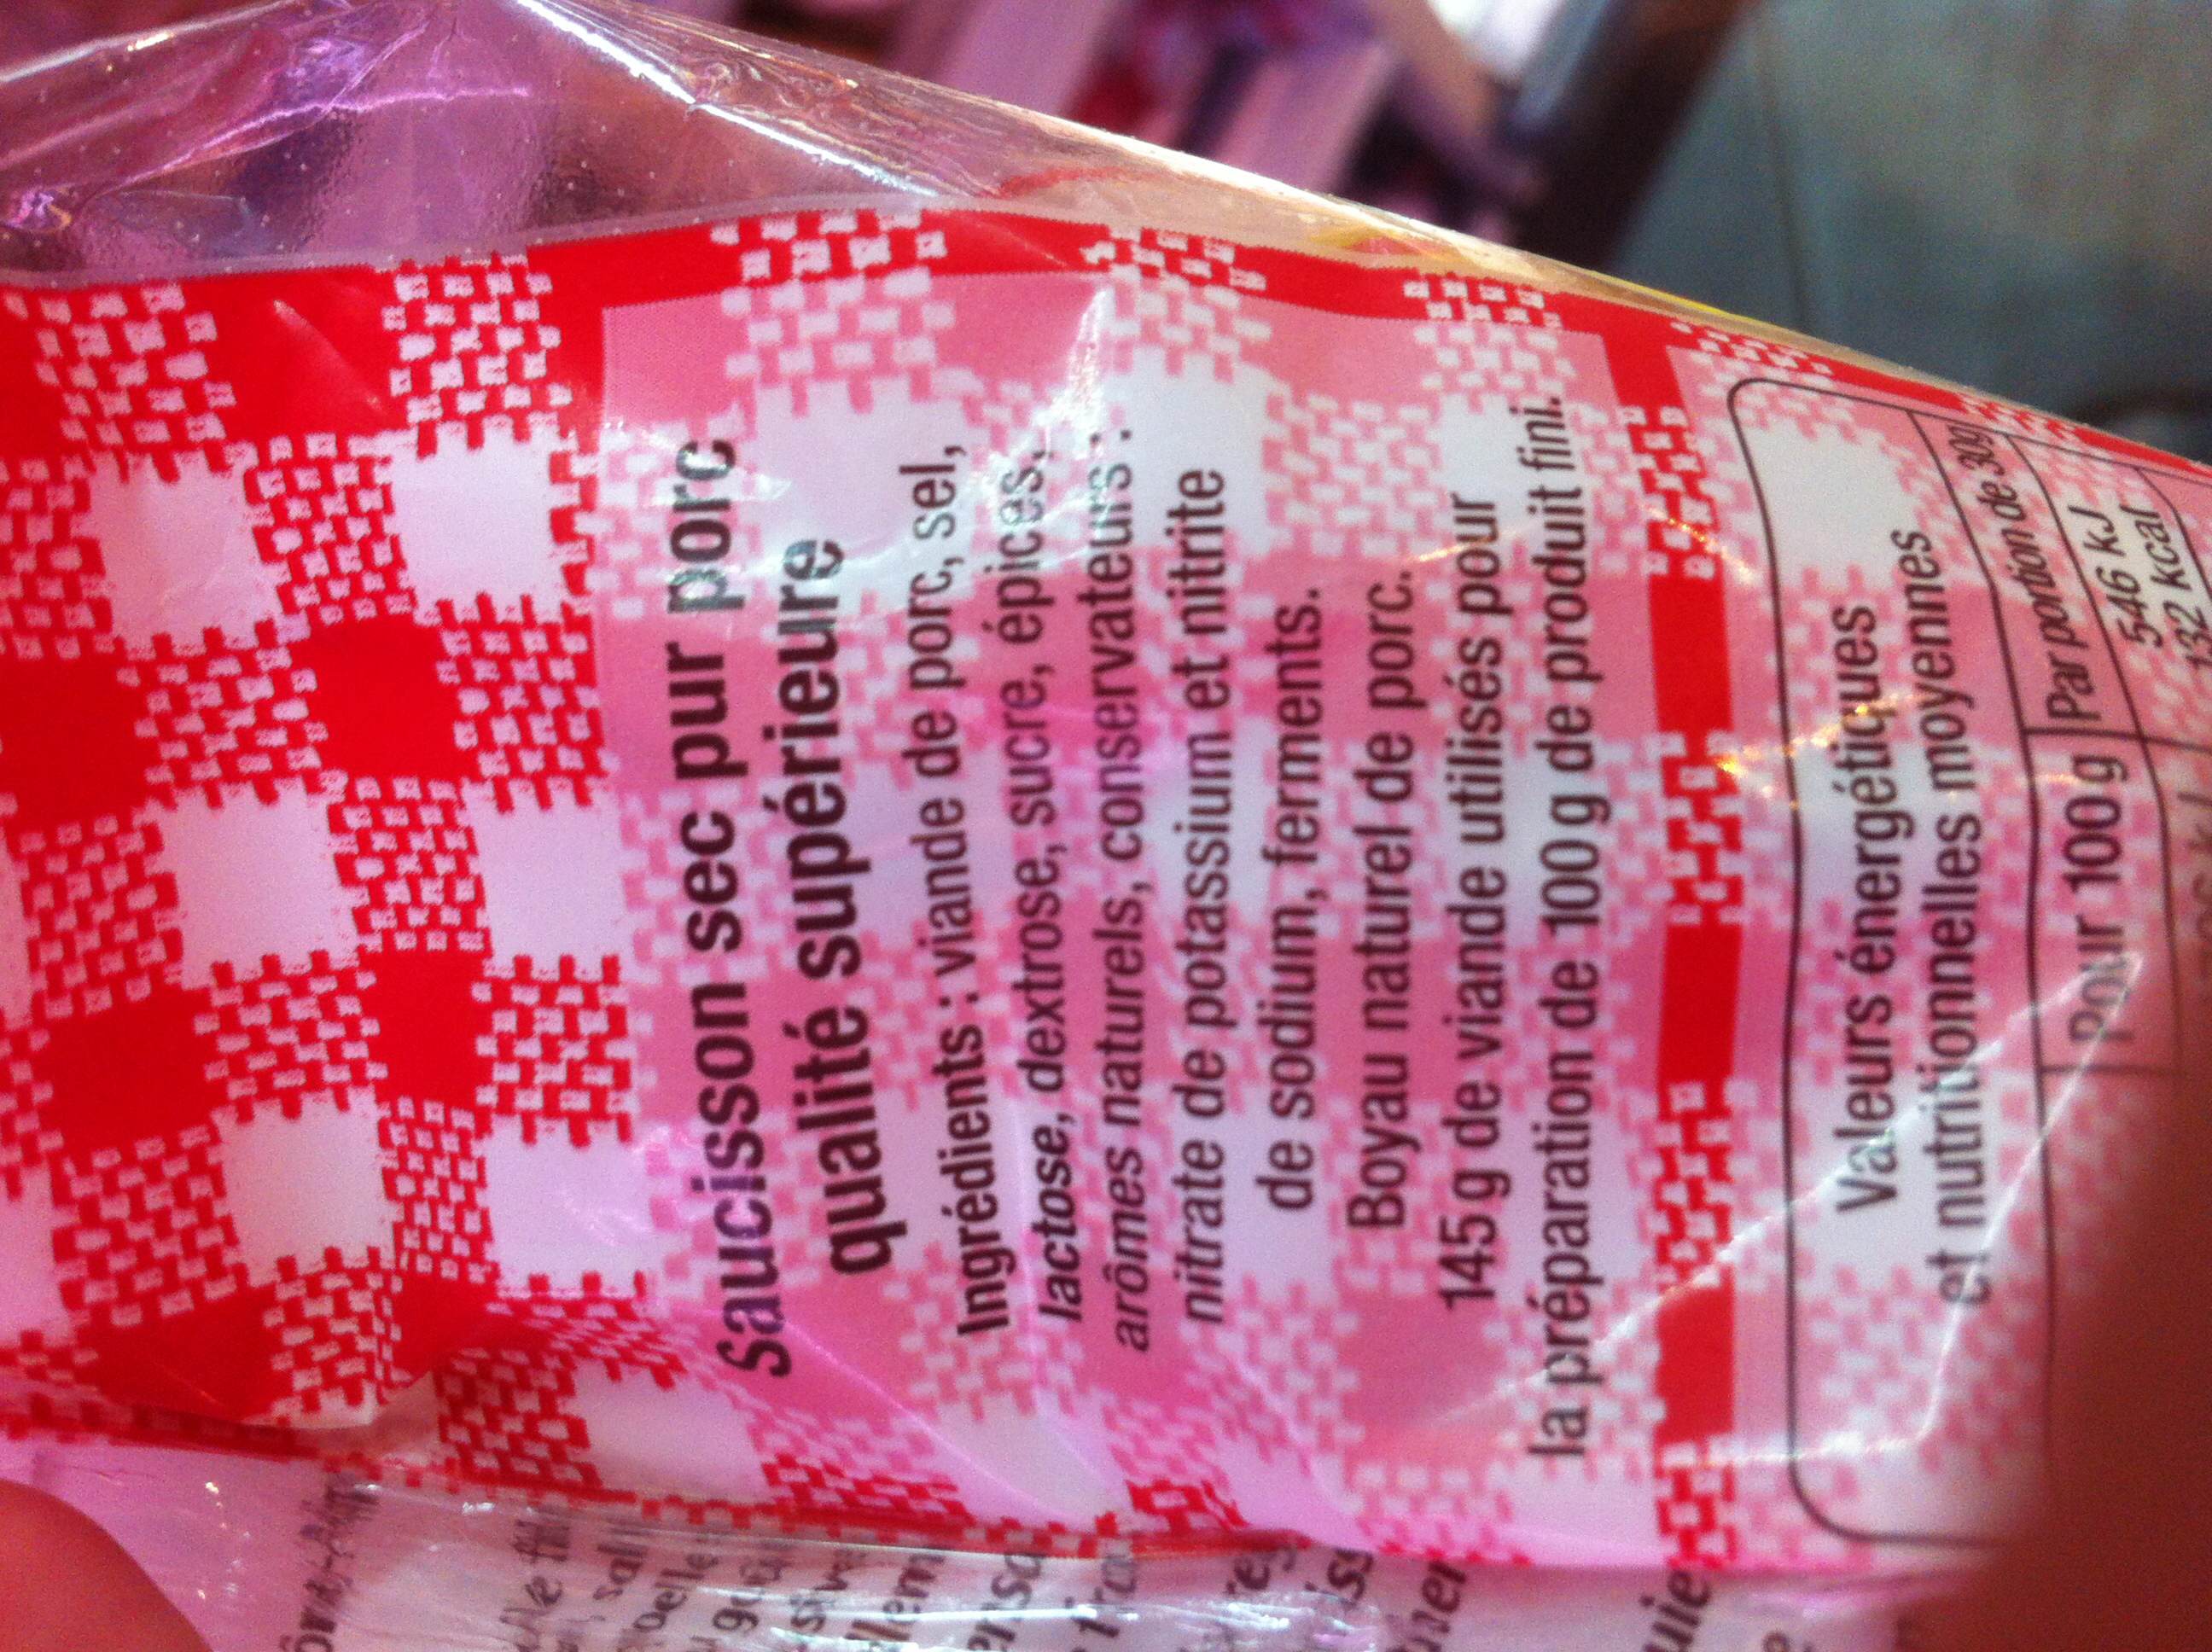 Saucisson sec pur porc
qualité supérieure
Ingrédients : viande de porc, sel,
lactose, dextrose, sucre, épices,
arômes naturels, conservateurs :
nitrate de potassium et nitrite
de sodium, ferments.
Boyau naturel de porc.
145 g de viande utilisés pour
la préparation de 100 g de produit fini.
Valeurs énergétiques
et nutritionnelles moyennes
Pour 100 g Par portion de 30g
546 kJ
132 kcal